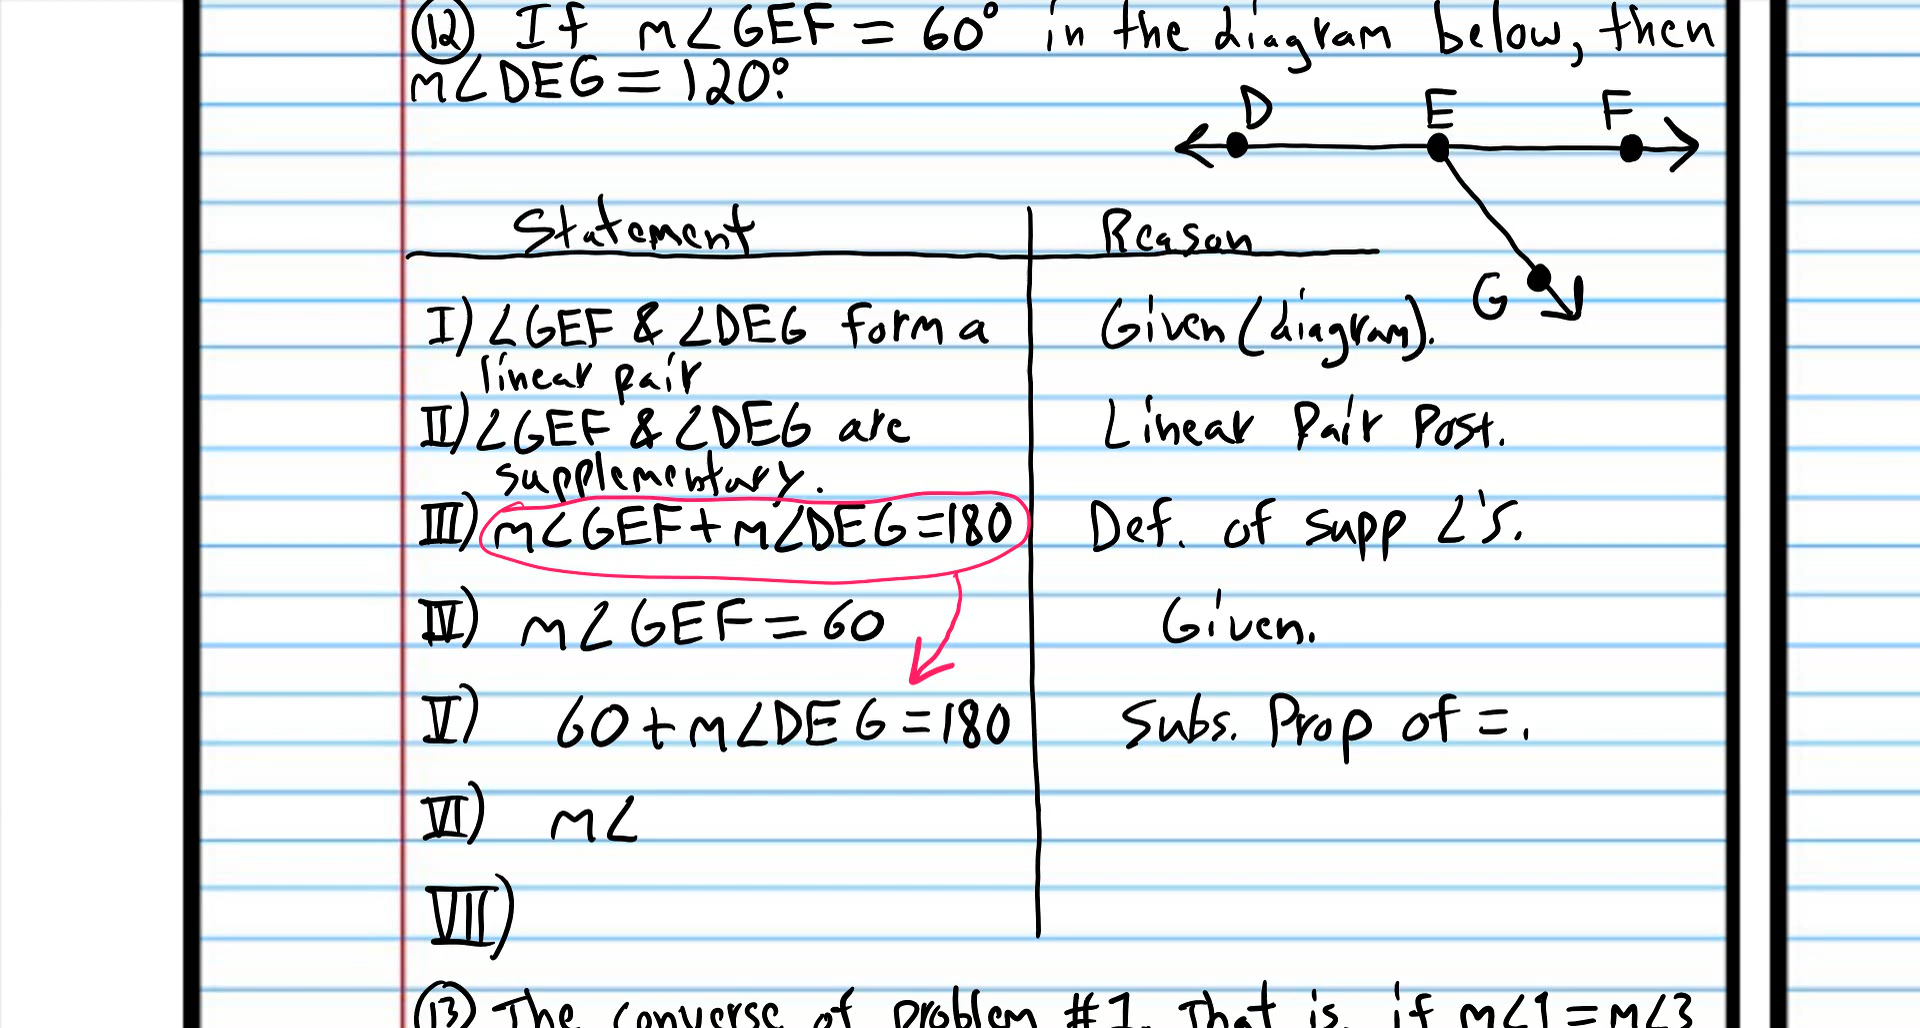 (12) If m∠GEF = 60° in the diagram below, then
m∠DEG = 120°.
D E F
G
Statement Reason
I) ∠GEF & ∠DEG form a Given (diagram).
linear pair
II) ∠GEF & ∠DEG are Linear Pair Post.
supplementary.
III) m∠GEF + m∠DEG = 180 Def. of supp ∠'s.
IV) m∠GEF = 60 Given.
V) 60 + m∠DEG = 180 Subs. Prop of =.
VI) m∠
VII)
(13) The converse of problem #1. That is, if m∠1 = m∠3